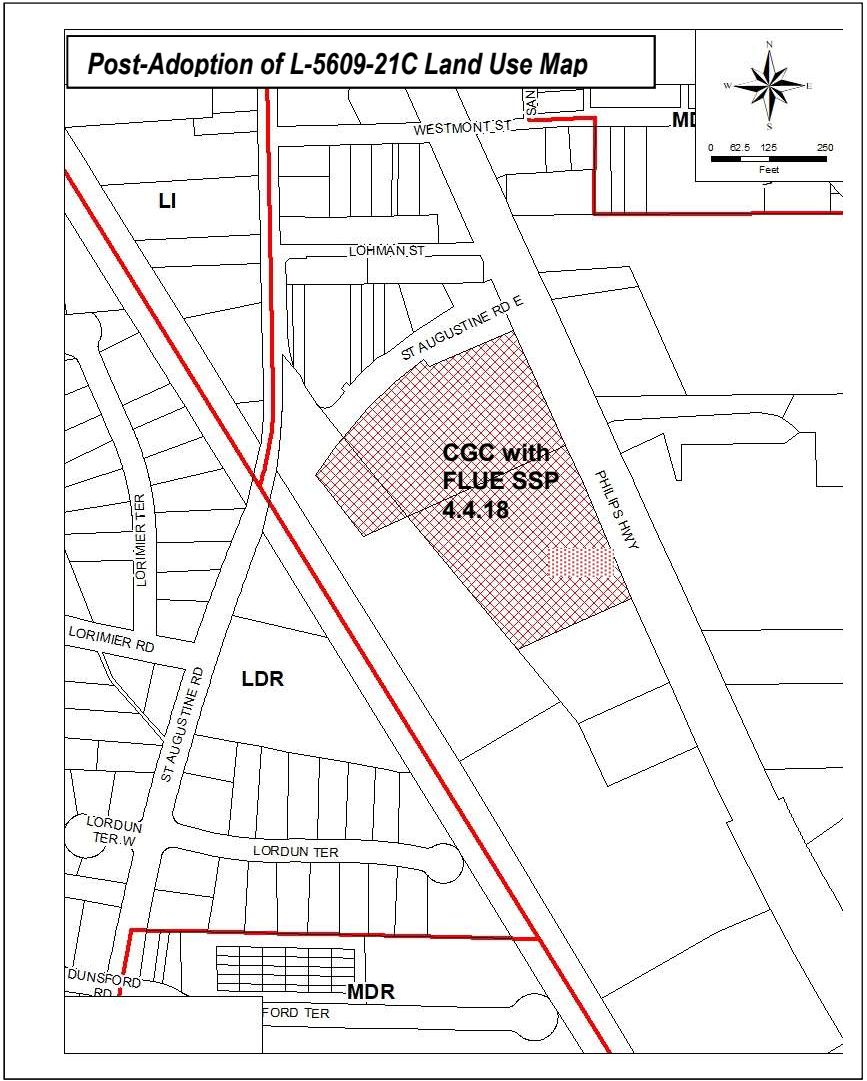 Post-Adoption of L-5609-21C Land Use Map
N
W
E
S
0 62.5 125 250
Feet
SAN
WESTMONT ST
LI
LOHMAN ST
ST AUGUSTINE RD E
CGC with
FLUE SSP
4.4.18
PHILIPS HWY
LORIMIER TER
LORIMIER RD
LDR
ST AUGUSTINE RD
LORDUN
TER W
LORDUN TER
DUNSFORD
RD
MDR
FORD TER